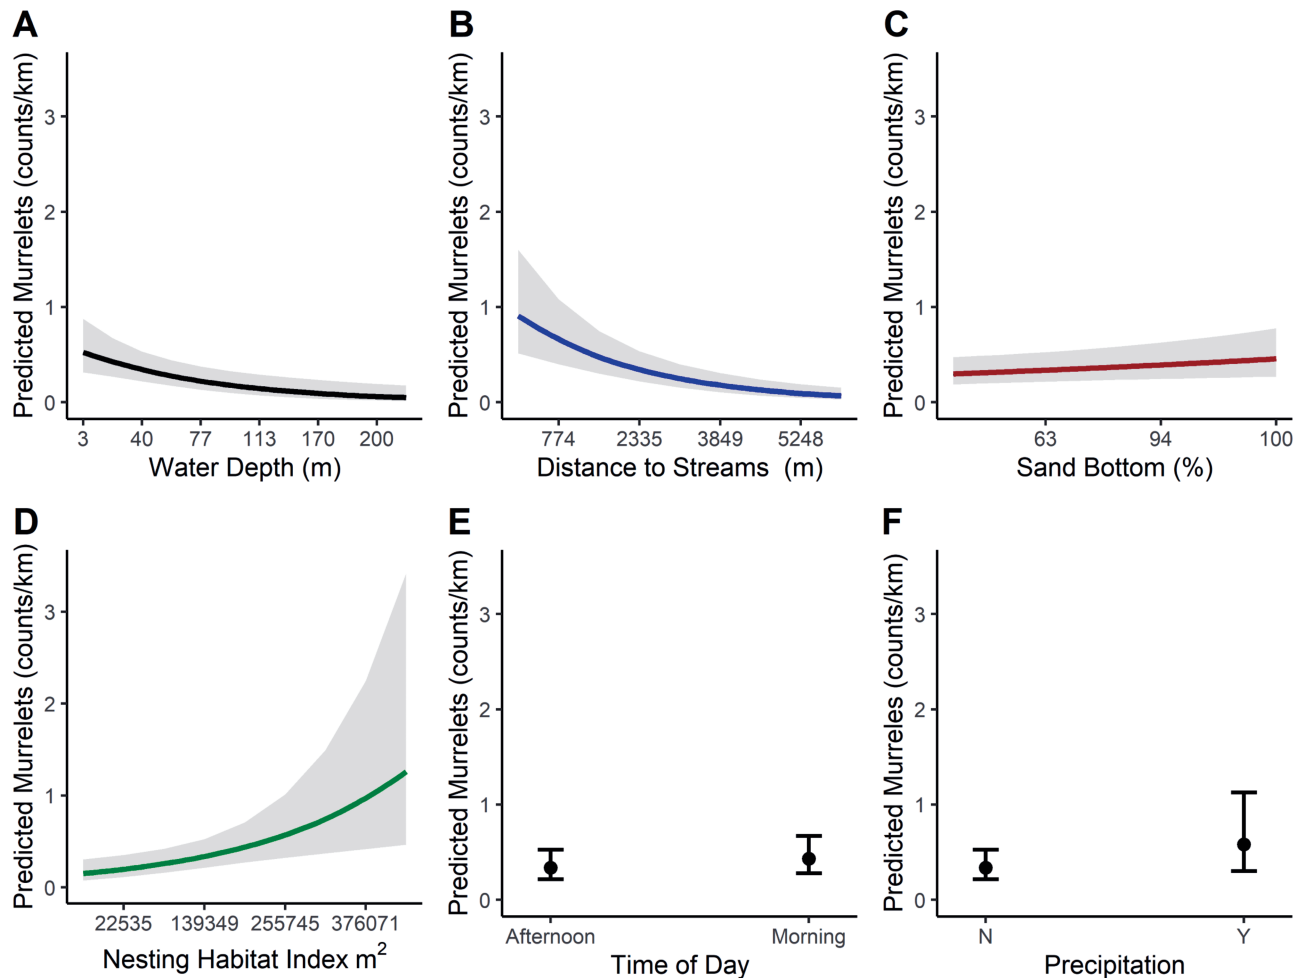 A
Predicted Murrelets (counts/km)
3
2
1
0
3 40 77 113 170 200
Water Depth (m)
B
Predicted Murrelets (counts/km)
3
2
1
0
774 2335 3849 5248
Distance to Streams (m)
C
Predicted Murrelets (counts/km)
3
2
1
0
63 94 100
Sand Bottom (%)
D
Predicted Murrelets (counts/km)
3
2
1
0
22535 139349 255745 376071
Nesting Habitat Index m²
E
Predicted Murrelets (counts/km)
3
2
1
0
Afternoon Morning
Time of Day
F
Predicted Murreles (counts/km)
3
2
1
0
N Y
Precipitation